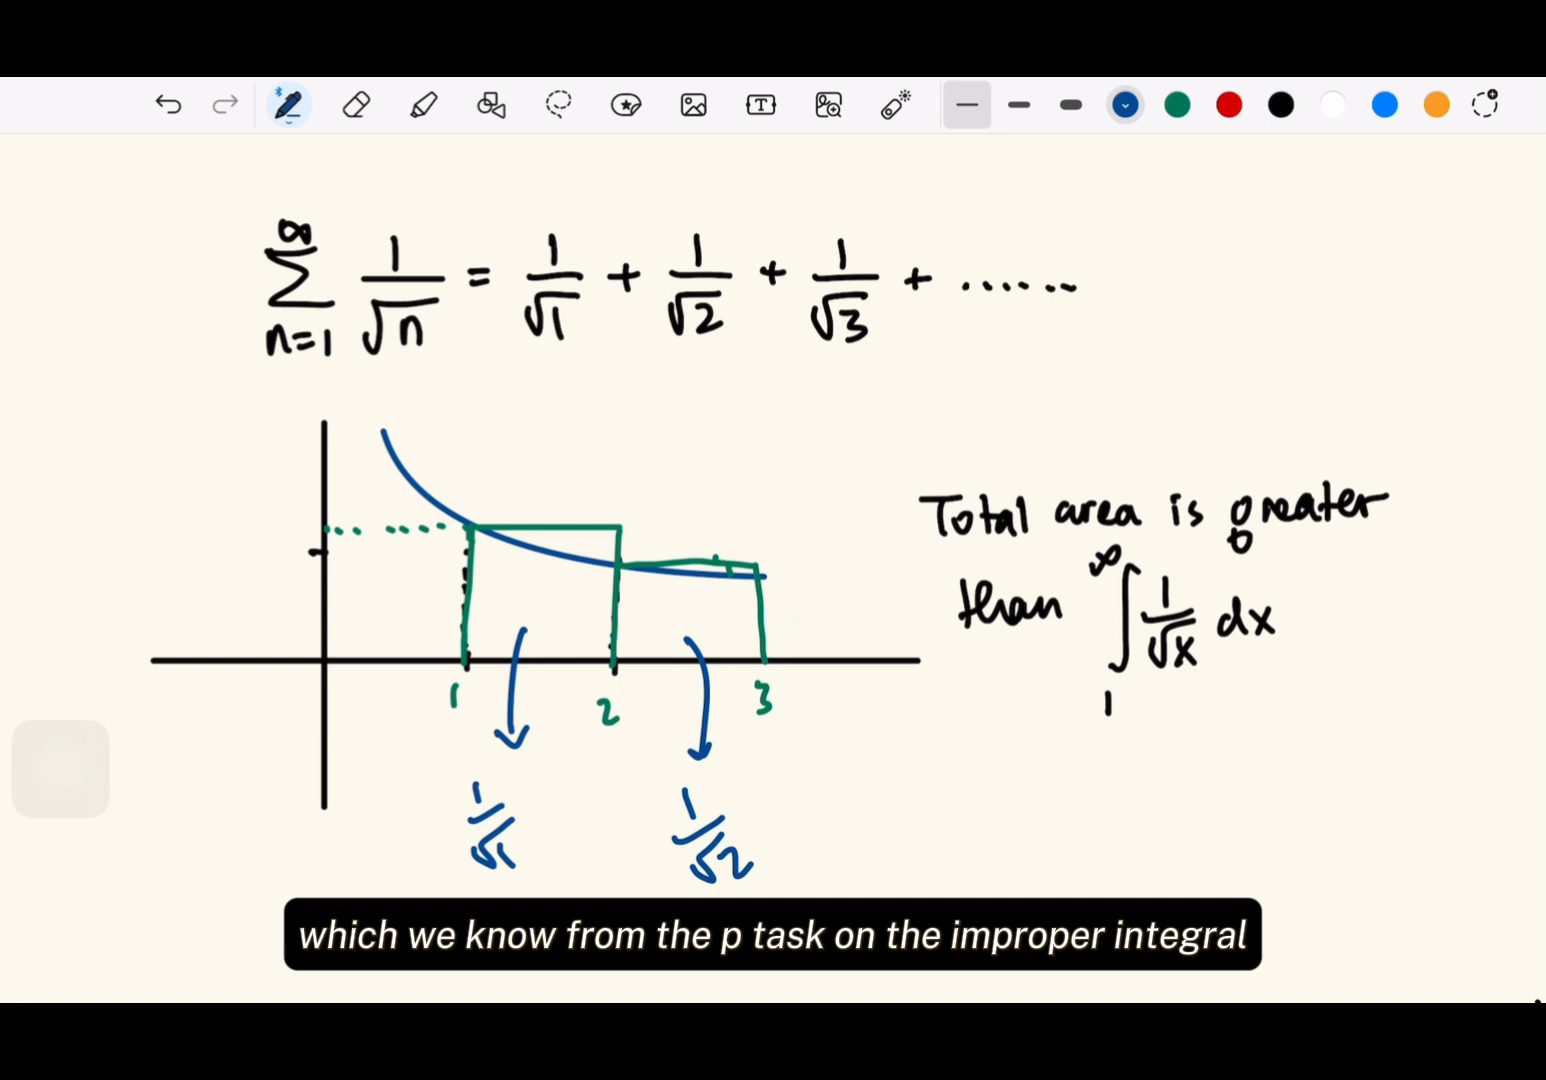 ∞
∑ 1/√n = 1/√1 + 1/√2 + 1/√3 + ......
n=1
Total area is greater
than ∫₁^∞ 1/√x dx
1 2 3
1/√1 1/√2
which we know from the p task on the improper integral